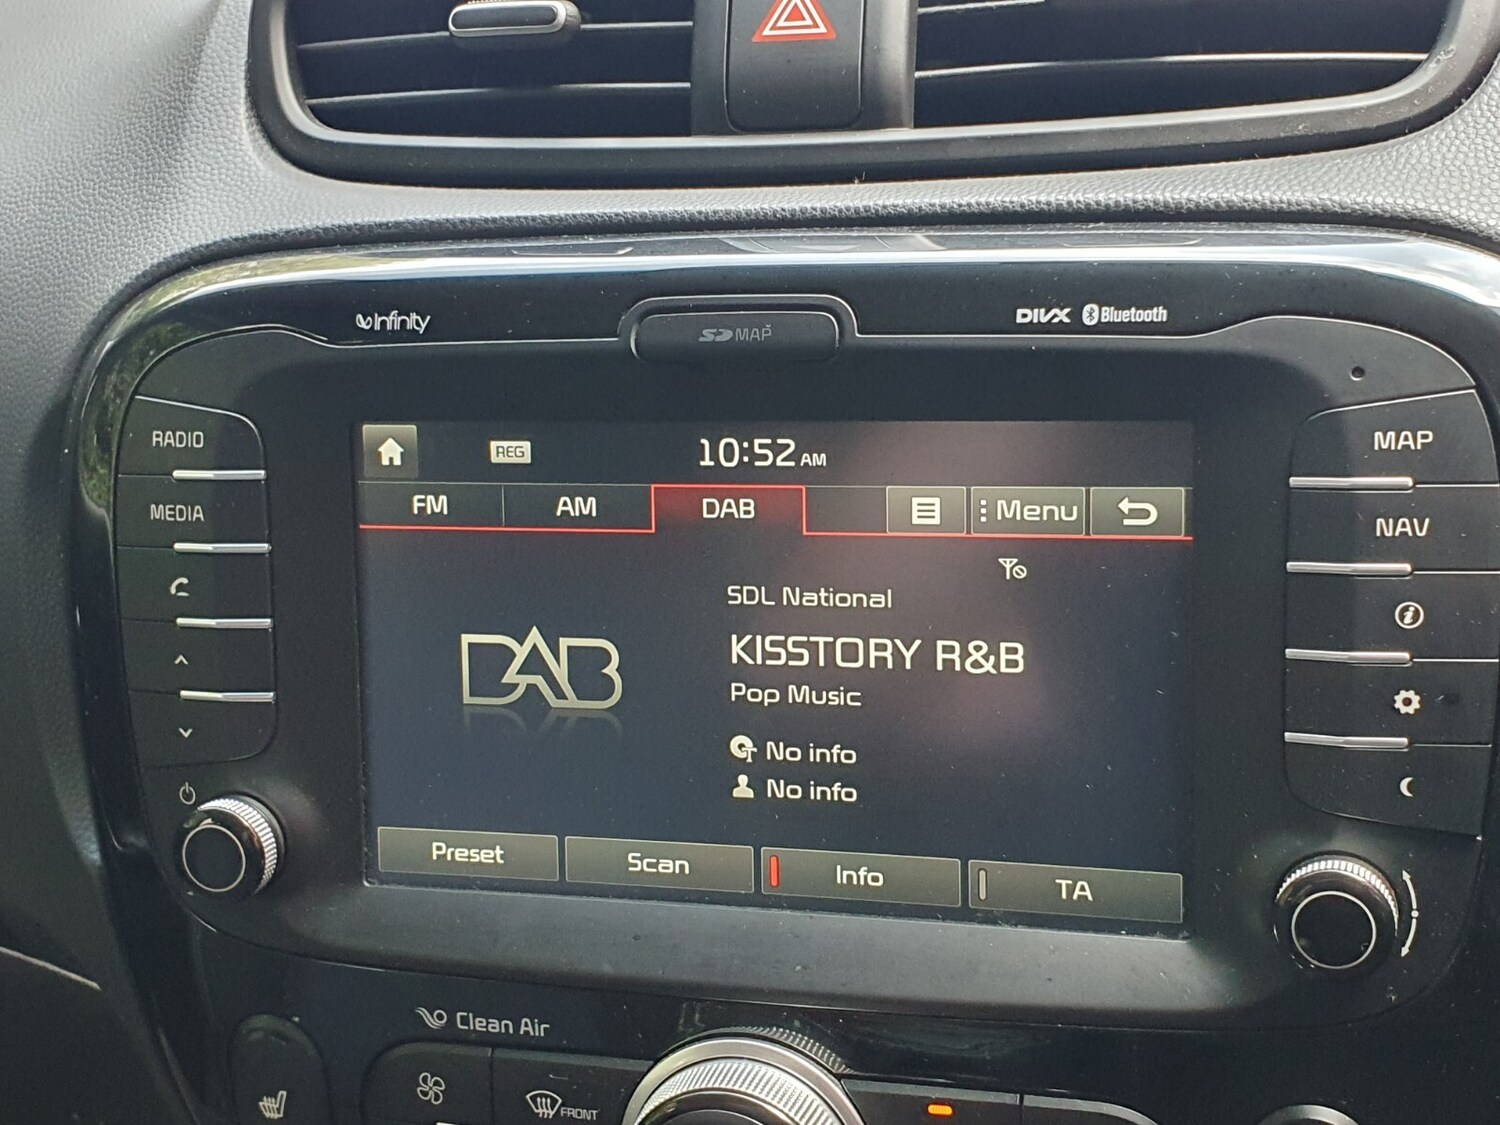 Infinity
SD MAP
DIVX Bluetooth
RADIO
MEDIA
MAP
NAV
REG
10:52 AM
FM
AM
DAB
Menu
SDL National
KISSTORY R&B
Pop Music
No info
No info
DAB
Preset
Scan
Info
TA
Clean Air
FRONT